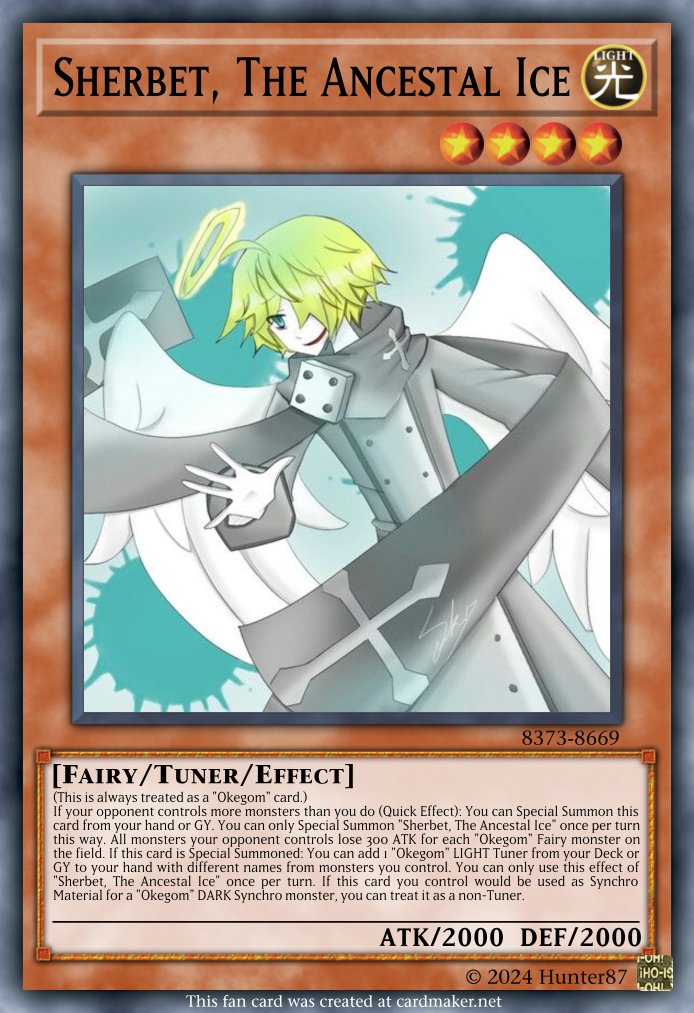 Sherbet, The Ancestal Ice
LIGHT
光
8373-8669
[Fairy/Tuner/Effect]
(This is always treated as a "Okegom" card.)
If your opponent controls more monsters than you do (Quick Effect): You can Special Summon this
card from your hand or GY. You can only Special Summon "Sherbet, The Ancestal Ice" once per turn
this way. All monsters your opponent controls lose 300 ATK for each "Okegom" Fairy monster on
the field. If this card is Special Summoned: You can add 1 "Okegom" LIGHT Tuner from your Deck or
GY to your hand with different names from monsters you control. You can only use this effect of
"Sherbet, The Ancestal Ice" once per turn. If this card you control would be used as Synchro
Material for a "Okegom" DARK Synchro monster, you can treat it as a non-Tuner.
ATK/2000 DEF/2000
© 2024 Hunter87
This fan card was created at cardmaker.net